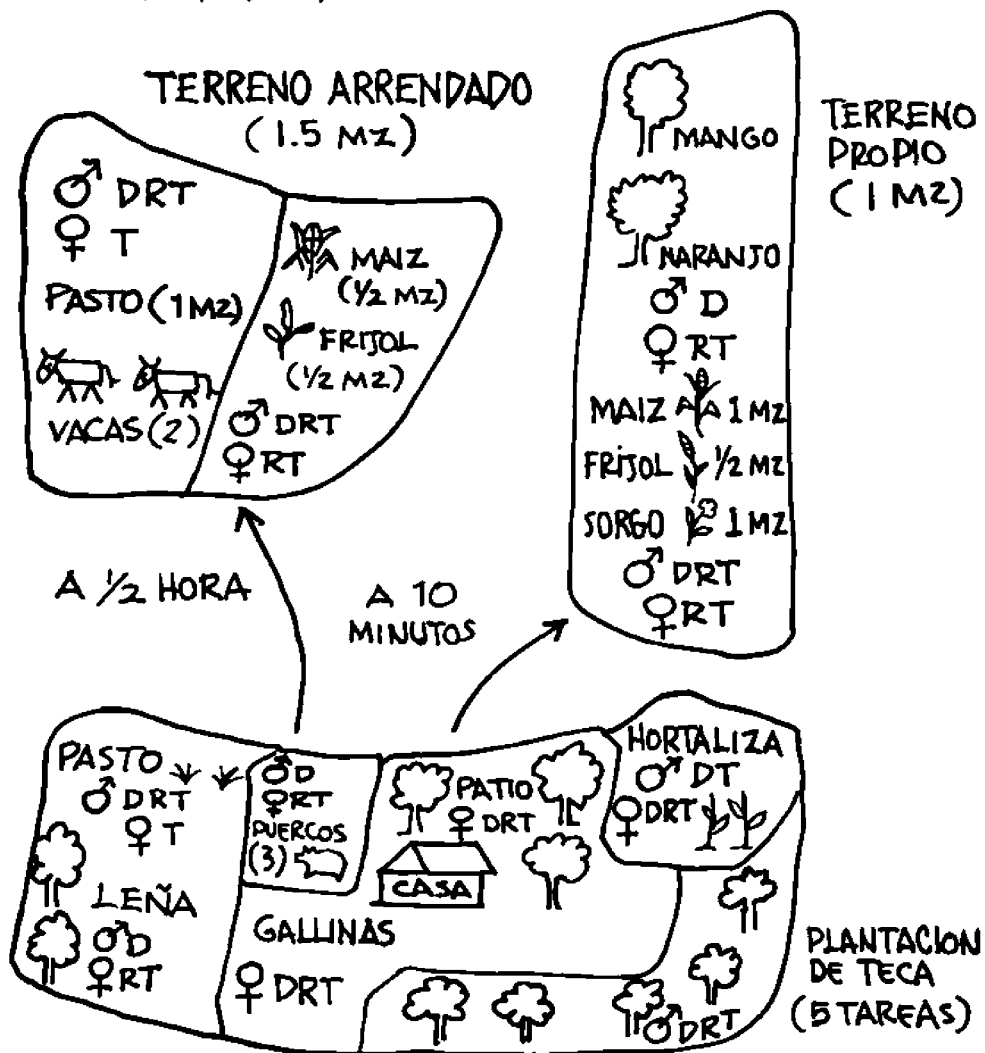 TERRENO ARRENDADO
(1.5 MZ)
♂ DRT
♀ T
PASTO (1 MZ)
VACAS (2)
MAIZ
(1/2 MZ)
FRIJOL
(1/2 MZ)
♂ DRT
♀ RT
TERRENO
PROPIO
(1 MZ)
MANGO
NARANJO
♂ D
♀ RT
MAIZ 1 MZ
FRIJOL 1/2 MZ
SORGO 1 MZ
♂ DRT
♀ RT
A 1/2 HORA
A 10
MINUTOS
PASTO
♂ DRT
♀ T
LEÑA
♂ D
♀ RT
♂ D
♀ RT
PUERCOS
(3)
GALLINAS
♀ DRT
PATIO
♀ DRT
CASA
HORTALIZA
♂ DT
♀ DRT
♂ DRT
PLANTACION
DE TECA
(5 TAREAS)